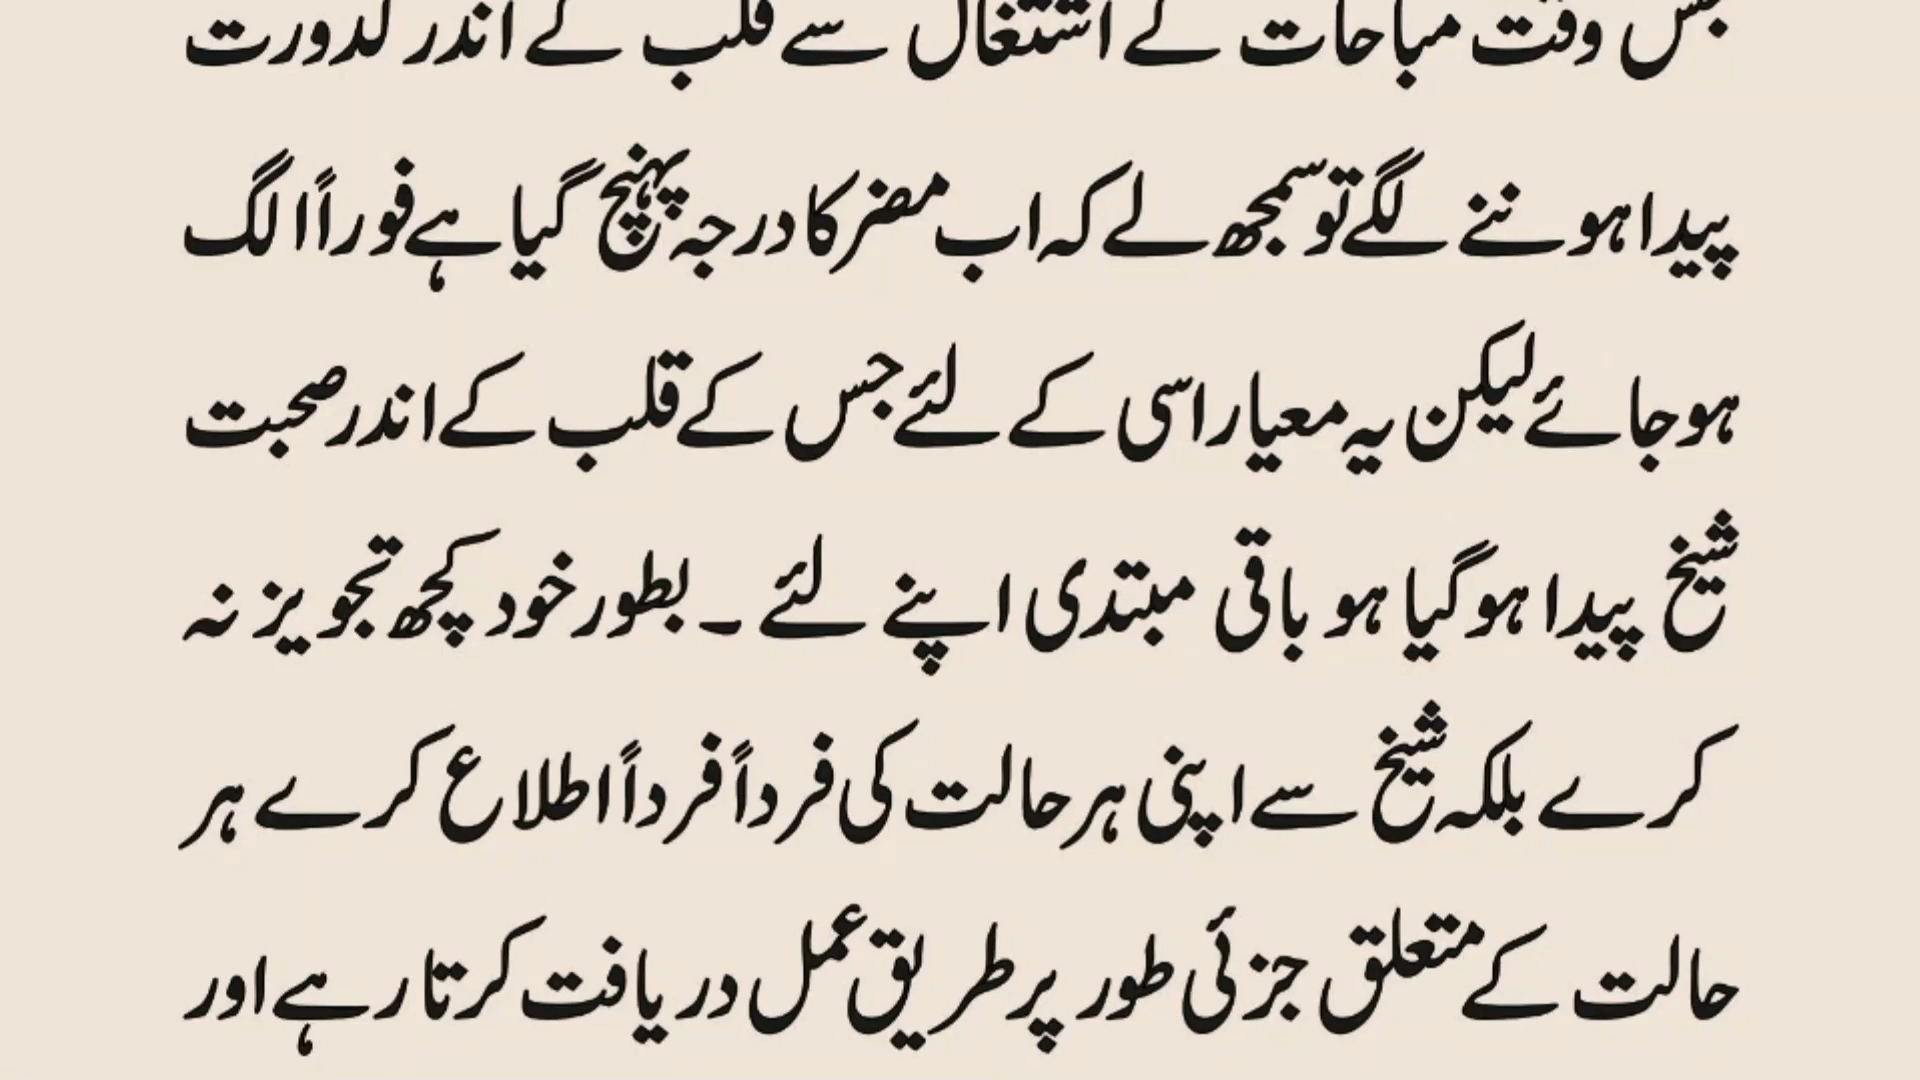 جس وقت مباحات کے اشتغال سے قلب کے اندر کدورت
پیدا ہوننے لگے تو سمجھ لے کہ اب مضر کا درجہ پہنچ گیا ہے فوراً الگ
ہو جائے لیکن یہ معیار اسی کے لئے جس کے قلب کے اندر صحبت
شیخ پیدا ہو گیا ہو باقی مبتدی اپنے لئے ۔ بطور خود کچھ تجویز نہ
کرے بلکہ شیخ سے اپنی ہر حالت کی فرداً فرداً اطلاع کرے ہر
حالت کے متعلق جزئی طور پر طریق عمل دریافت کرتا رہے اور